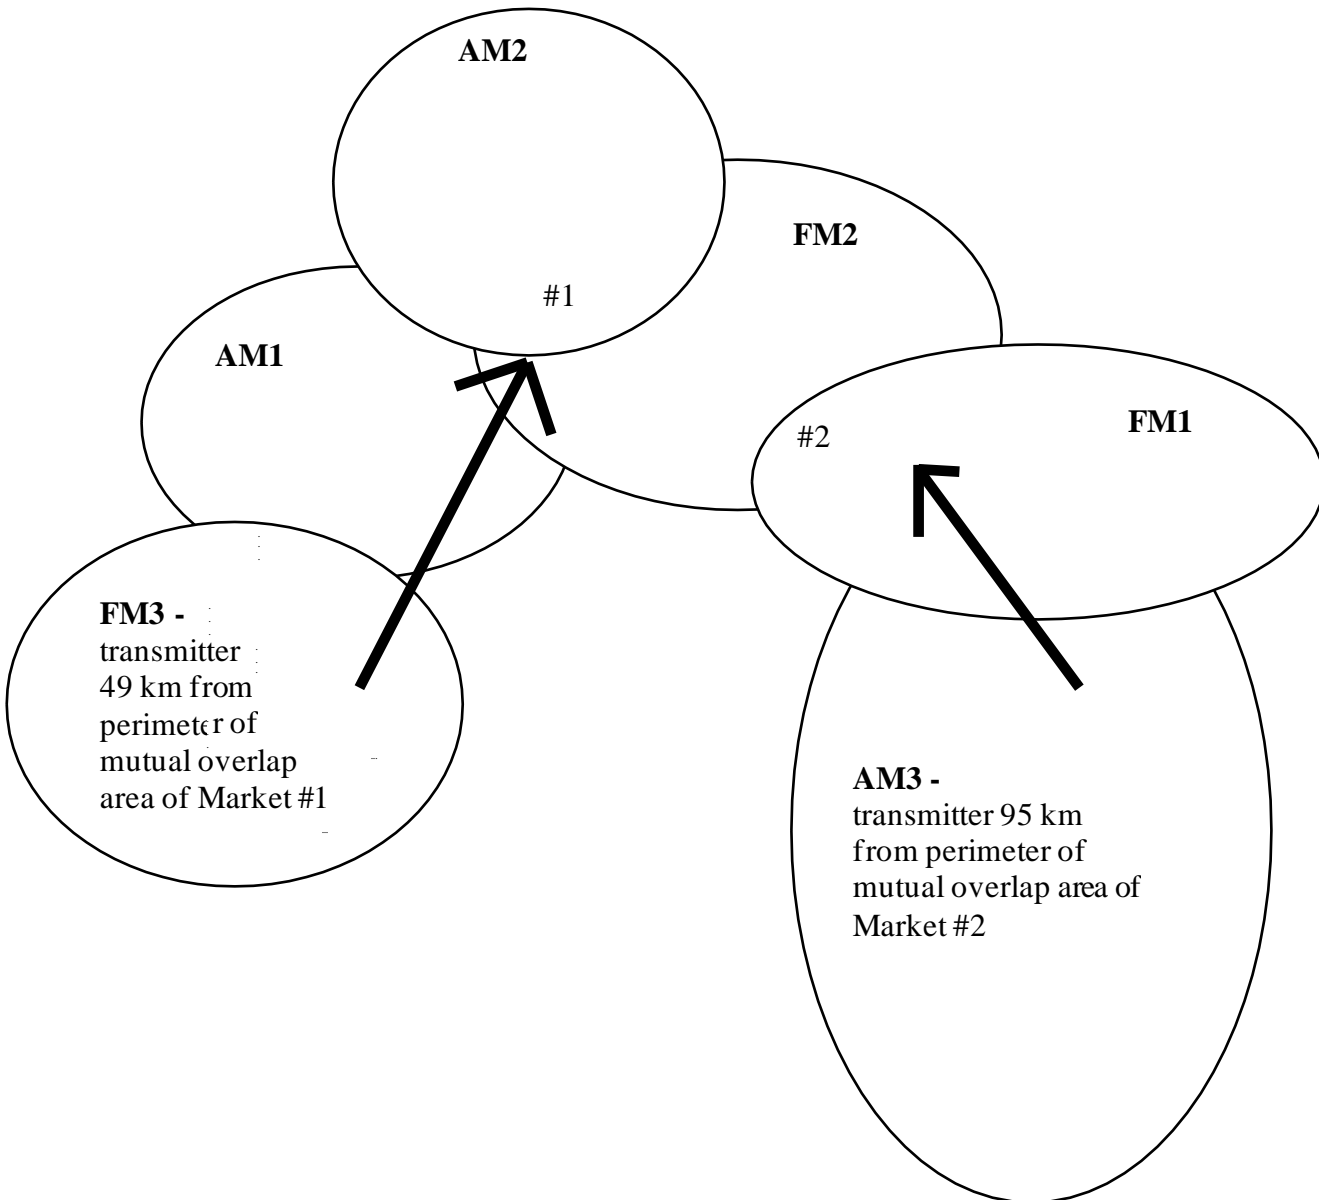 AM2
FM2
#1
AM1
FM1
#2
FM3 -
transmitter
49 km from
perimeter of
mutual overlap
area of Market #1
AM3 -
transmitter 95 km
from perimeter of
mutual overlap area of
Market #2